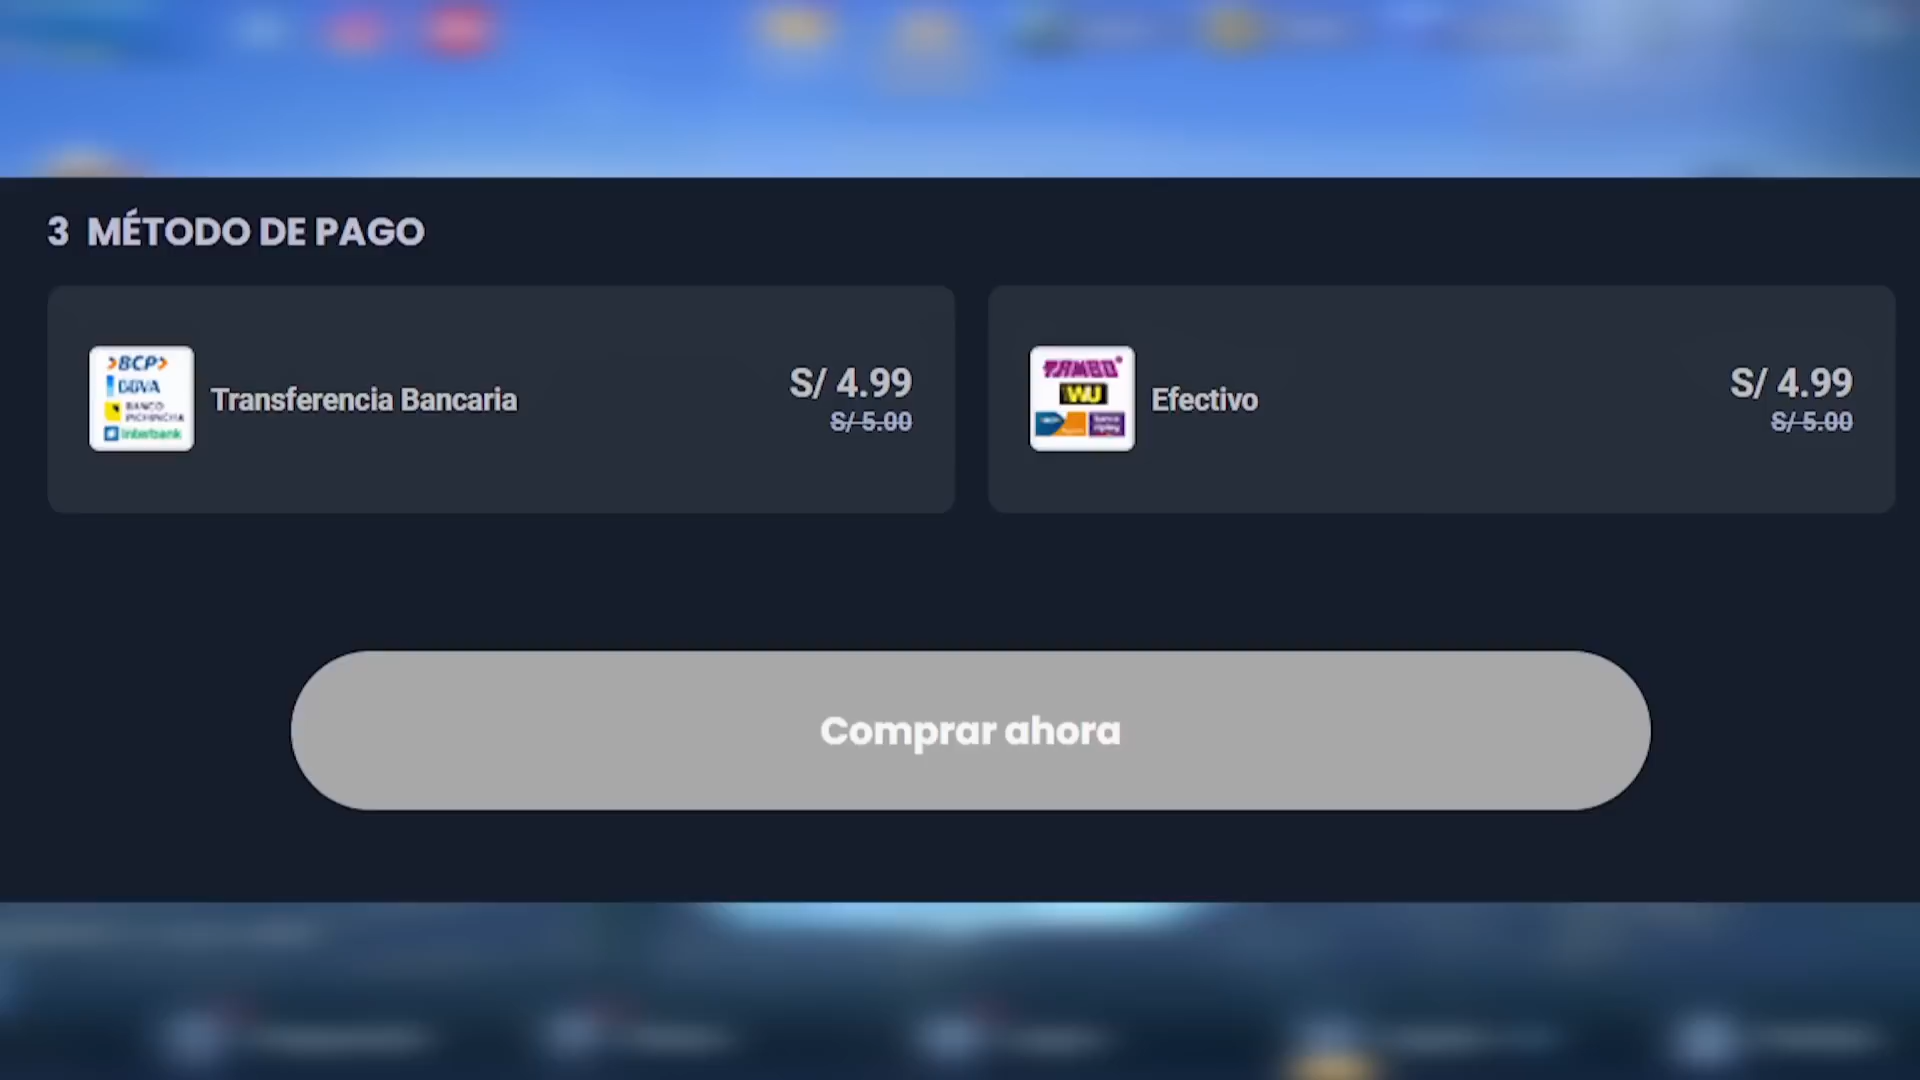 3 MÉTODO DE PAGO
BCP
BBVA
BANCO
PICHINCHA
Interbank
Transferencia Bancaria
S/ 4.99
S/ 5.00
TAMBO
WU
Efectivo
S/ 4.99
S/ 5.00
Comprar ahora